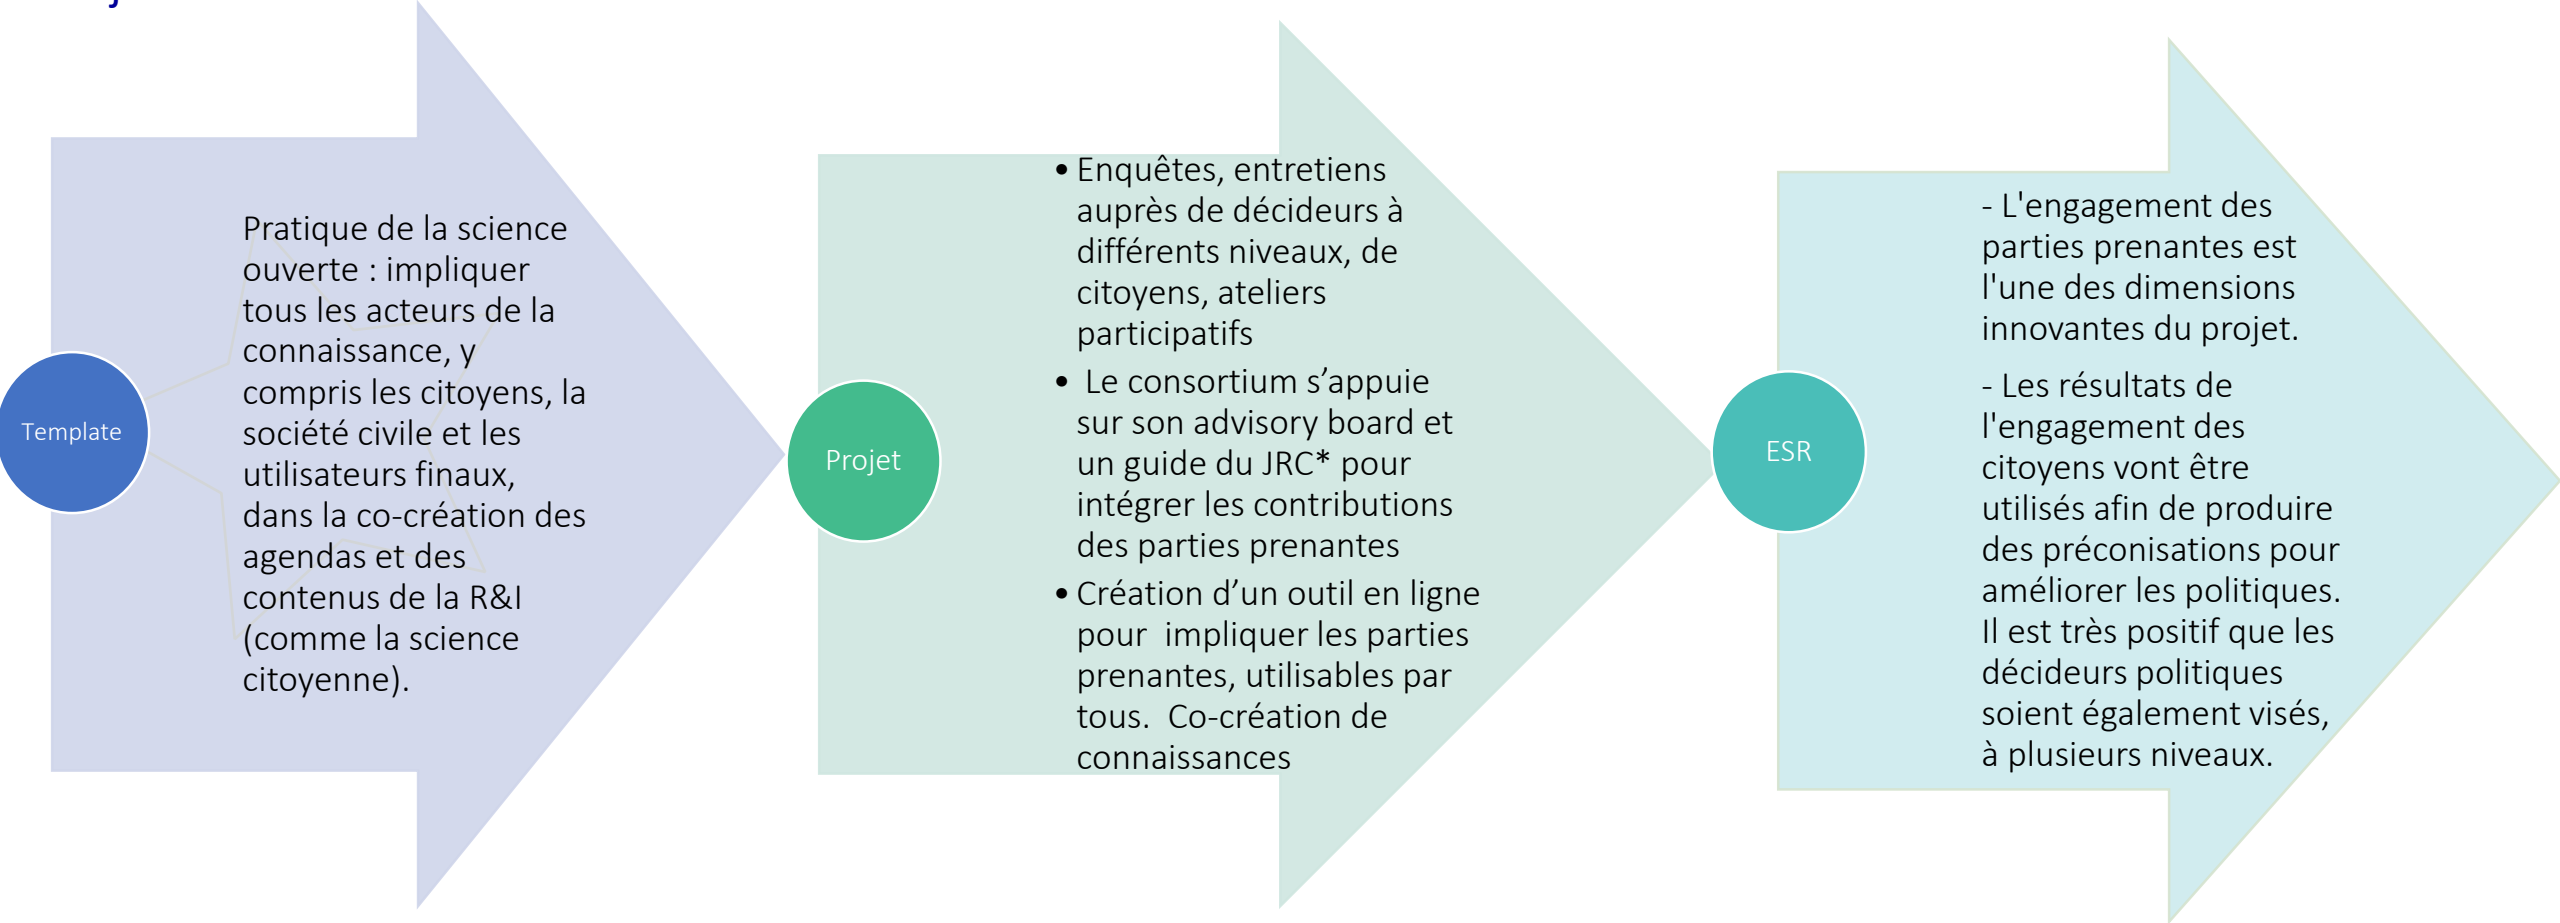 Template
Pratique de la science
ouverte : impliquer
tous les acteurs de la
connaissance, y
compris les citoyens, la
société civile et les
utilisateurs finaux,
dans la co-création des
agendas et des
contenus de la R&I
(comme la science
citoyenne).
Projet
• Enquêtes, entretiens
auprès de décideurs à
différents niveaux, de
citoyens, ateliers
participatifs
• Le consortium s’appuie
sur son advisory board et
un guide du JRC* pour
intégrer les contributions
des parties prenantes
• Création d’un outil en ligne
pour impliquer les parties
prenantes, utilisables par
tous. Co-création de
connaissances
ESR
- L'engagement des
parties prenantes est
l'une des dimensions
innovantes du projet.
- Les résultats de
l'engagement des
citoyens vont être
utilisés afin de produire
des préconisations pour
améliorer les politiques.
Il est très positif que les
décideurs politiques
soient également visés,
à plusieurs niveaux.